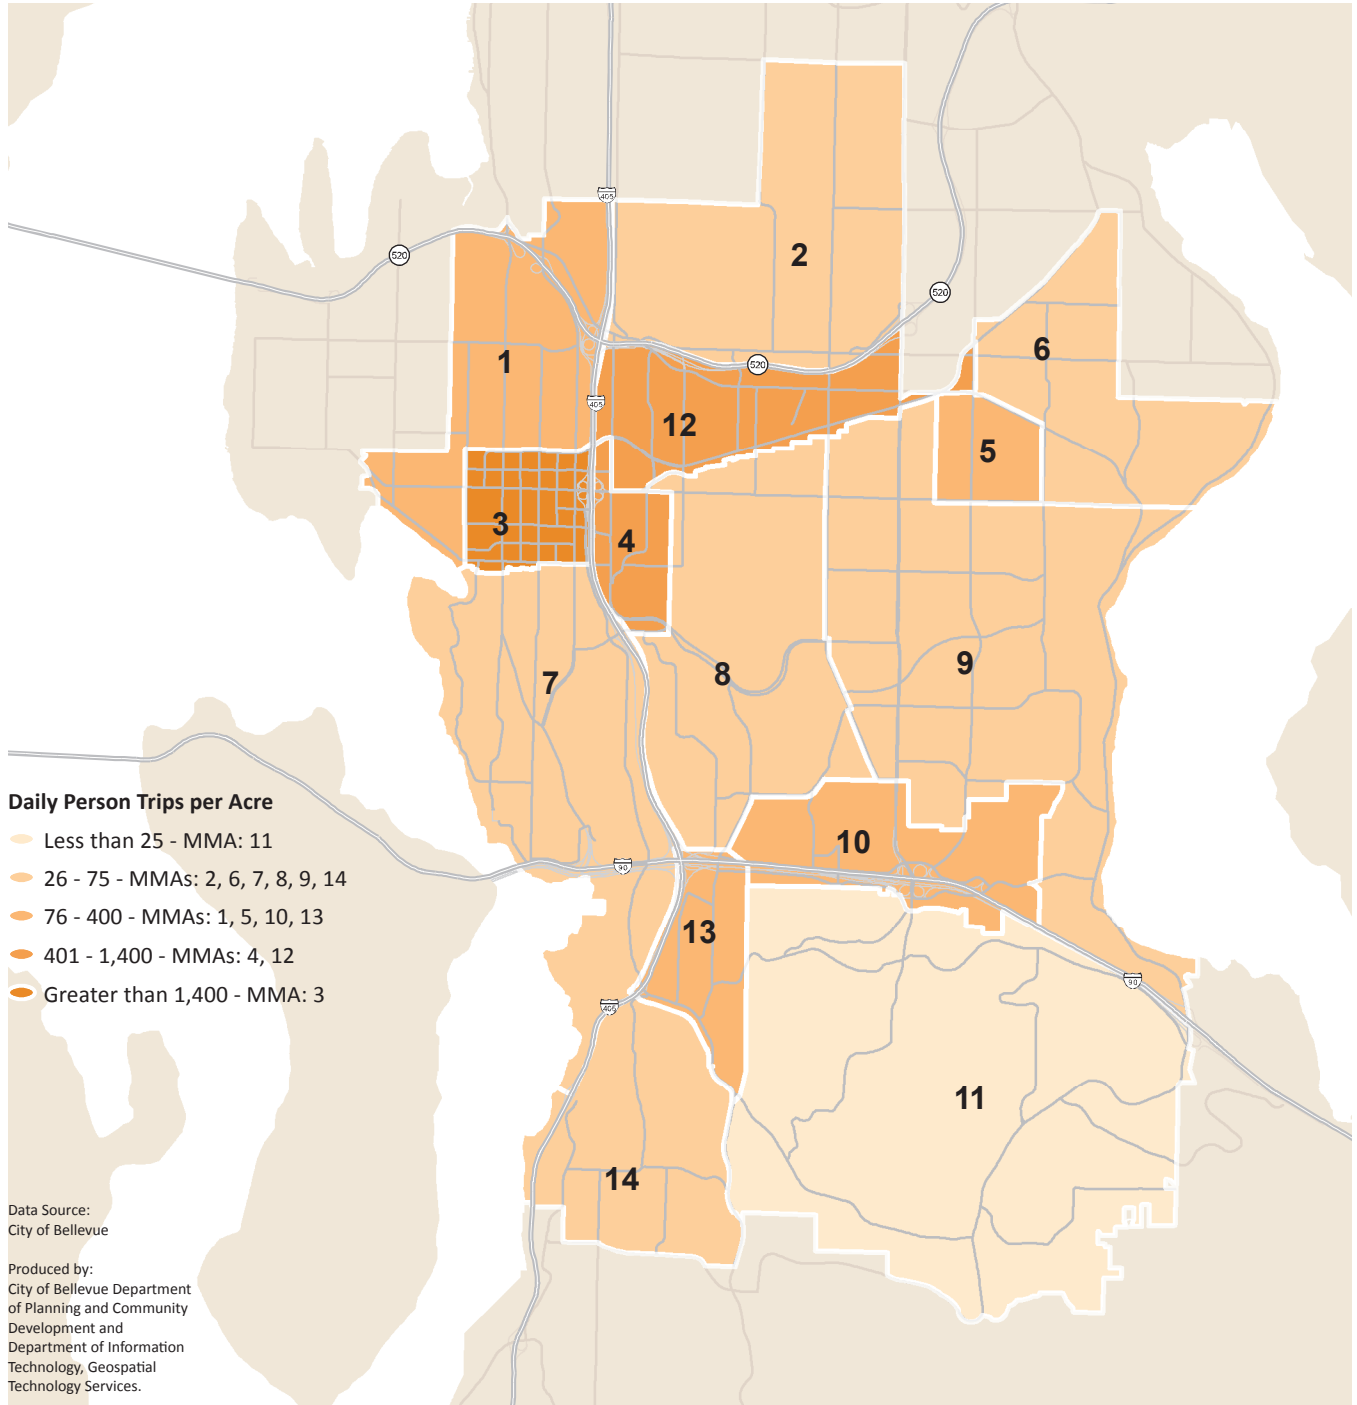 405
2
520
520
6
1
520
405
12
5
3
4
8
9
7
Daily Person Trips per Acre
Less than 25 - MMA: 11
26 - 75 - MMAs: 2, 6, 7, 8, 9, 14
76 - 400 - MMAs: 1, 5, 10, 13
401 - 1,400 - MMAs: 4, 12
Greater than 1,400 - MMA: 3
10
90
13
90
405
11
14
Data Source:
City of Bellevue
Produced by:
City of Bellevue Department
of Planning and Community
Development and
Department of Information
Technology, Geospatial
Technology Services.